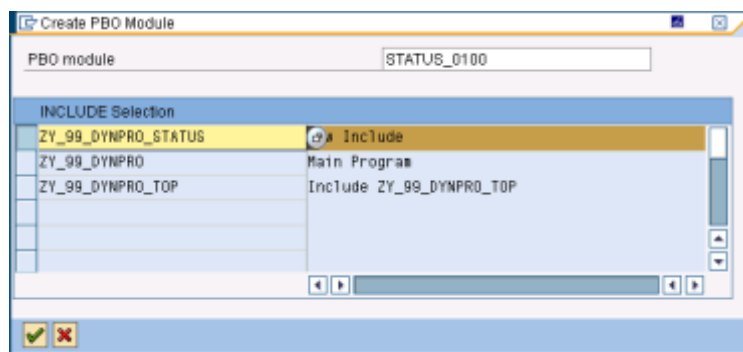 Create PBO Module
PBO module STATUS_0100
INCLUDE Selection
ZY_99_DYNPRO_STATUS Include
ZY_99_DYNPRO Main Program
ZY_99_DYNPRO_TOP Include ZY_99_DYNPRO_TOP